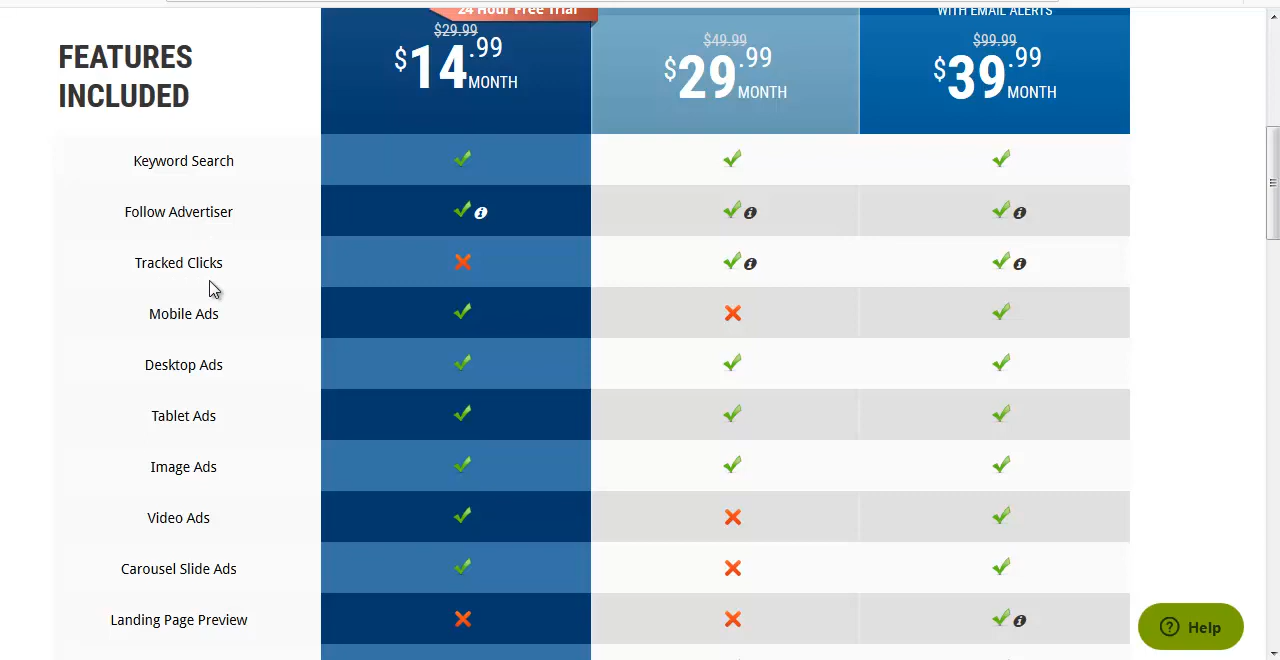 24 Hour Free Trial
WITH EMAIL ALERTS
FEATURES
INCLUDED
$29.99
$14.99 MONTH
$49.99
$29.99 MONTH
$99.99
$39.99 MONTH
Keyword Search
Follow Advertiser
Tracked Clicks
Mobile Ads
Desktop Ads
Tablet Ads
Image Ads
Video Ads
Carousel Slide Ads
Landing Page Preview
Help